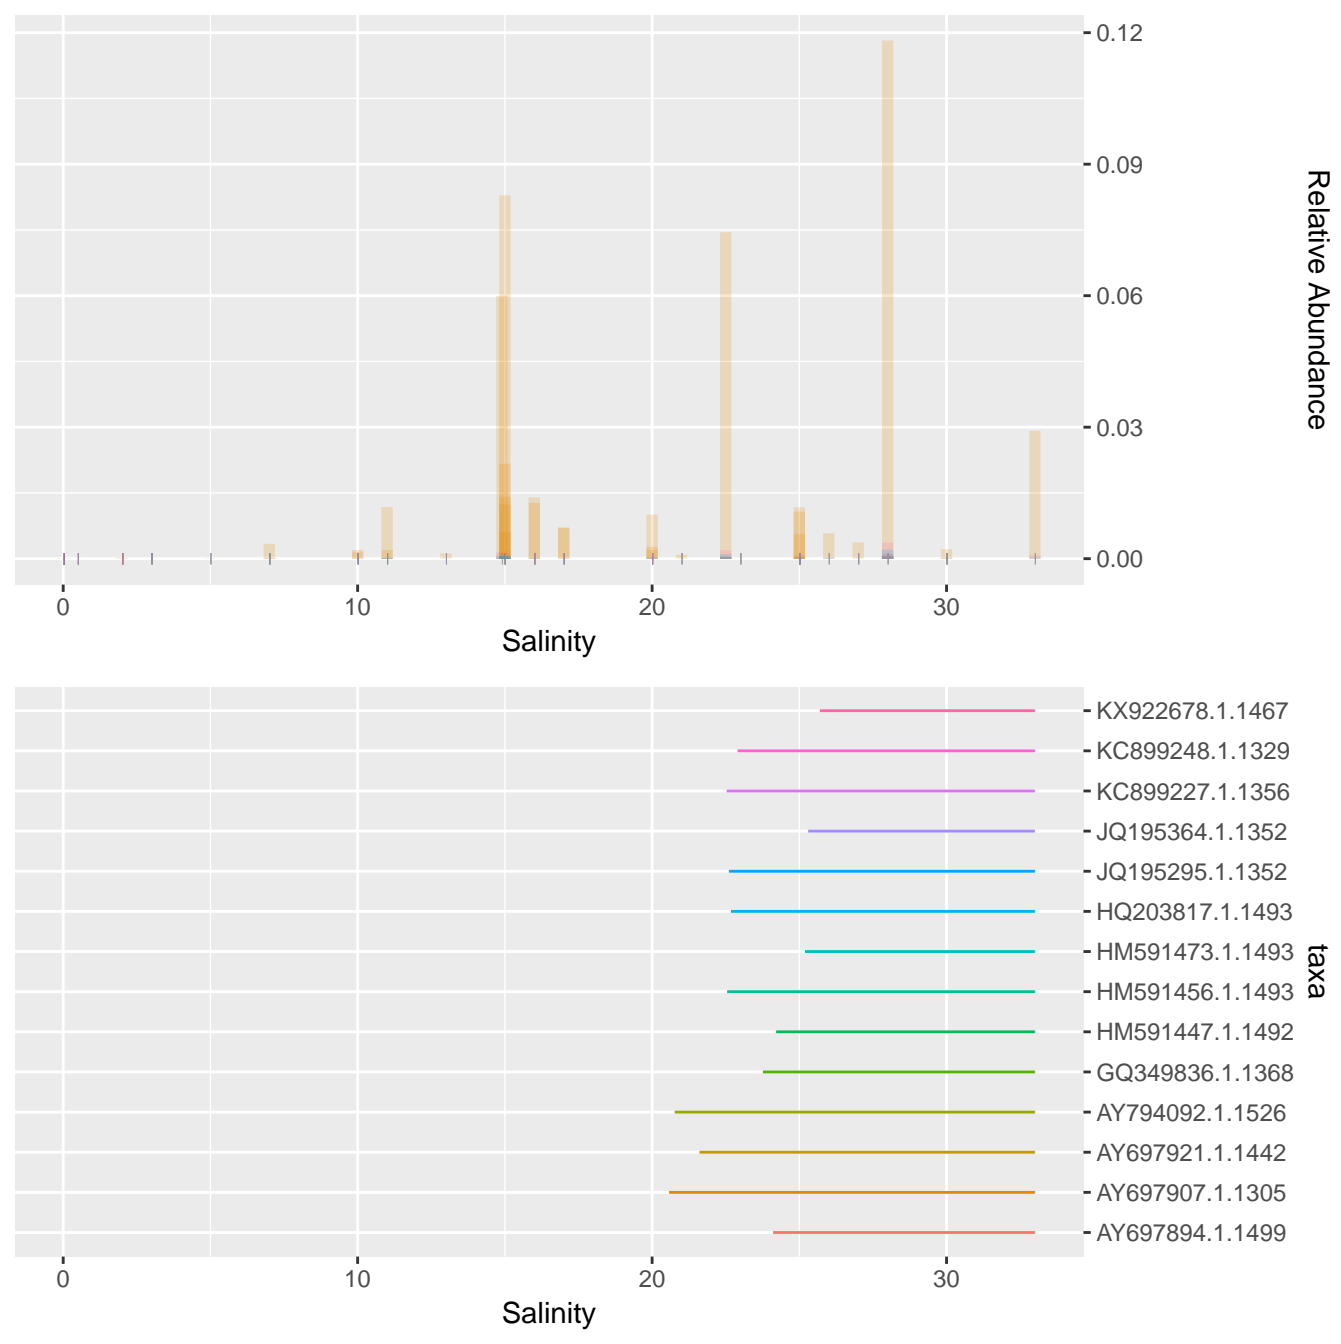 0.12
0.09
0.06
0.03
0.00
Relative Abundance
0
10
20
30
Salinity
KX922678.1.1467
KC899248.1.1329
KC899227.1.1356
JQ195364.1.1352
JQ195295.1.1352
HQ203817.1.1493
HM591473.1.1493
HM591456.1.1493
HM591447.1.1492
GQ349836.1.1368
AY794092.1.1526
AY697921.1.1442
AY697907.1.1305
AY697894.1.1499
taxa
0
10
20
30
Salinity